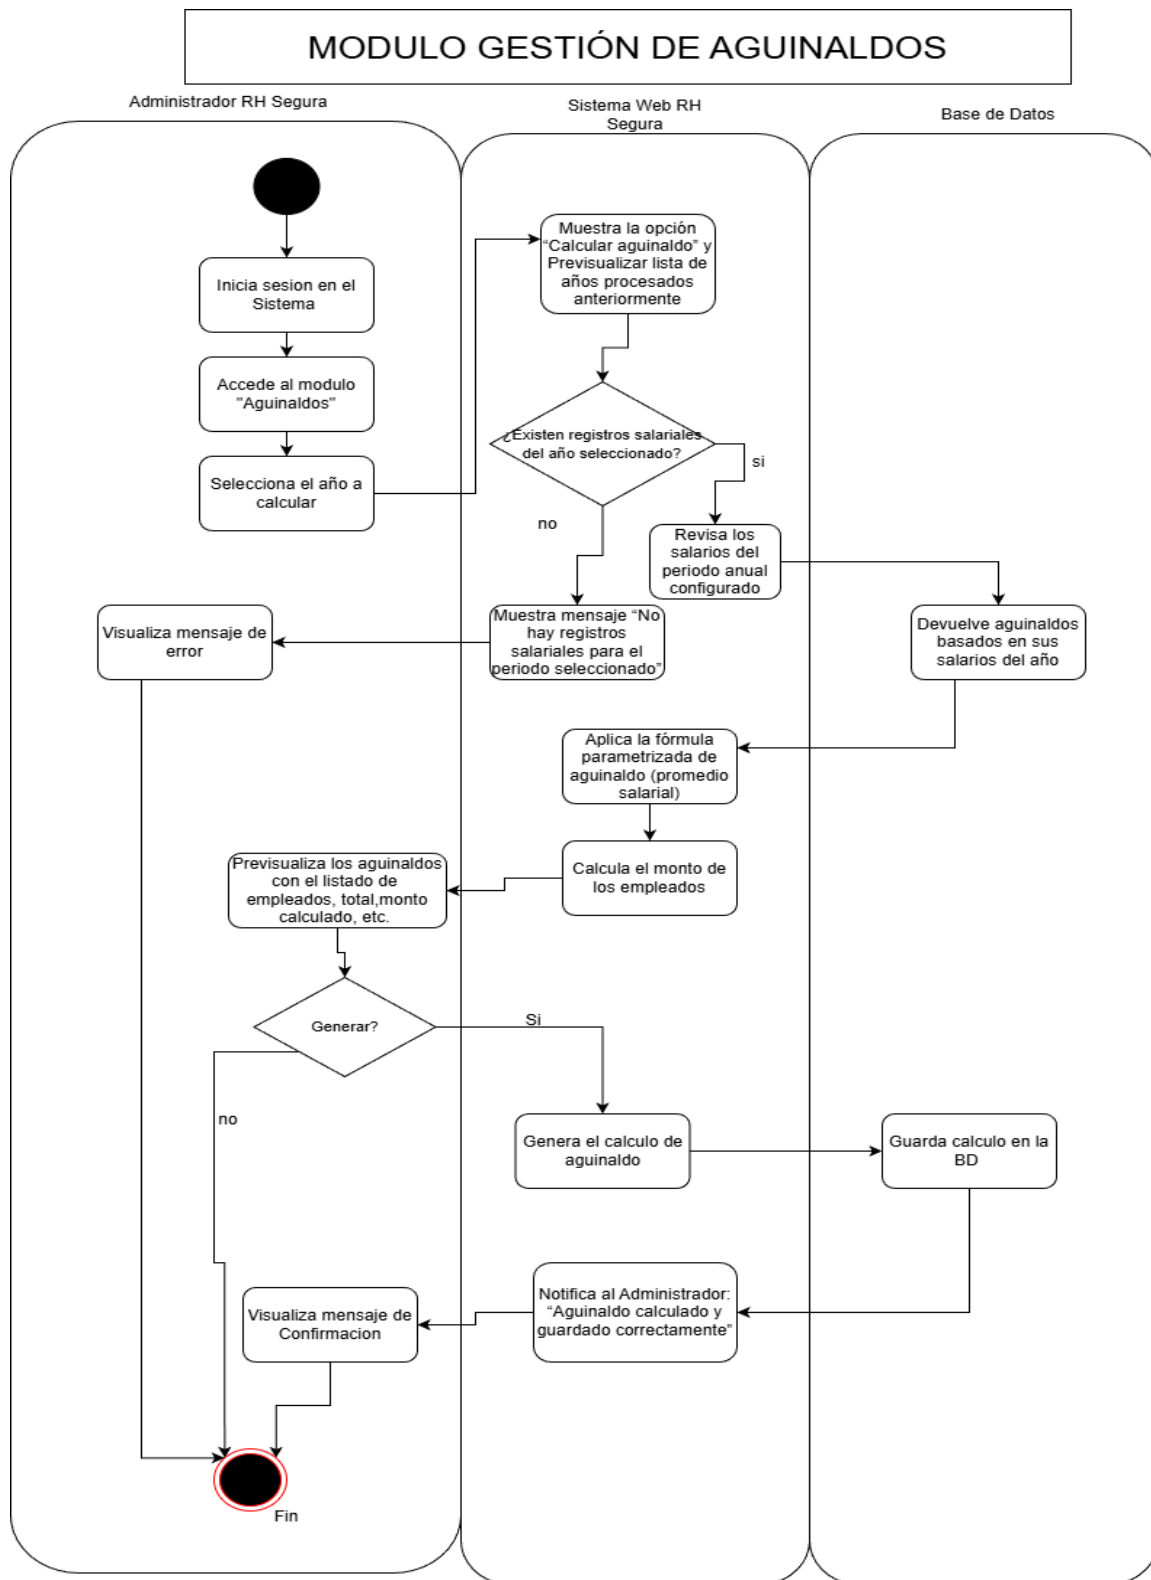 MODULO GESTIÓN DE AGUINALDOS
Administrador RH Segura
Sistema Web RH
Segura
Base de Datos
Inicia sesion en el
Sistema
Accede al modulo
"Aguinaldos"
Selecciona el año a
calcular
Muestra la opción
“Calcular aguinaldo” y
Previsualizar lista de
años procesados
anteriormente
¿Existen registros salariales
del año seleccionado?
si
no
Revisa los
salarios del
periodo anual
configurado
Muestra mensaje “No
hay registros
salariales para el
periodo seleccionado”
Visualiza mensaje de
error
Devuelve aguinaldos
basados en sus
salarios del año
Aplica la fórmula
parametrizada de
aguinaldo (promedio
salarial)
Calcula el monto de
los empleados
Previsualiza los aguinaldos
con el listado de
empleados, total,monto
calculado, etc.
Generar?
Si
no
Genera el calculo de
aguinaldo
Guarda calculo en la
BD
Notifica al Administrador:
“Aguinaldo calculado y
guardado correctamente”
Visualiza mensaje de
Confirmacion
Fin